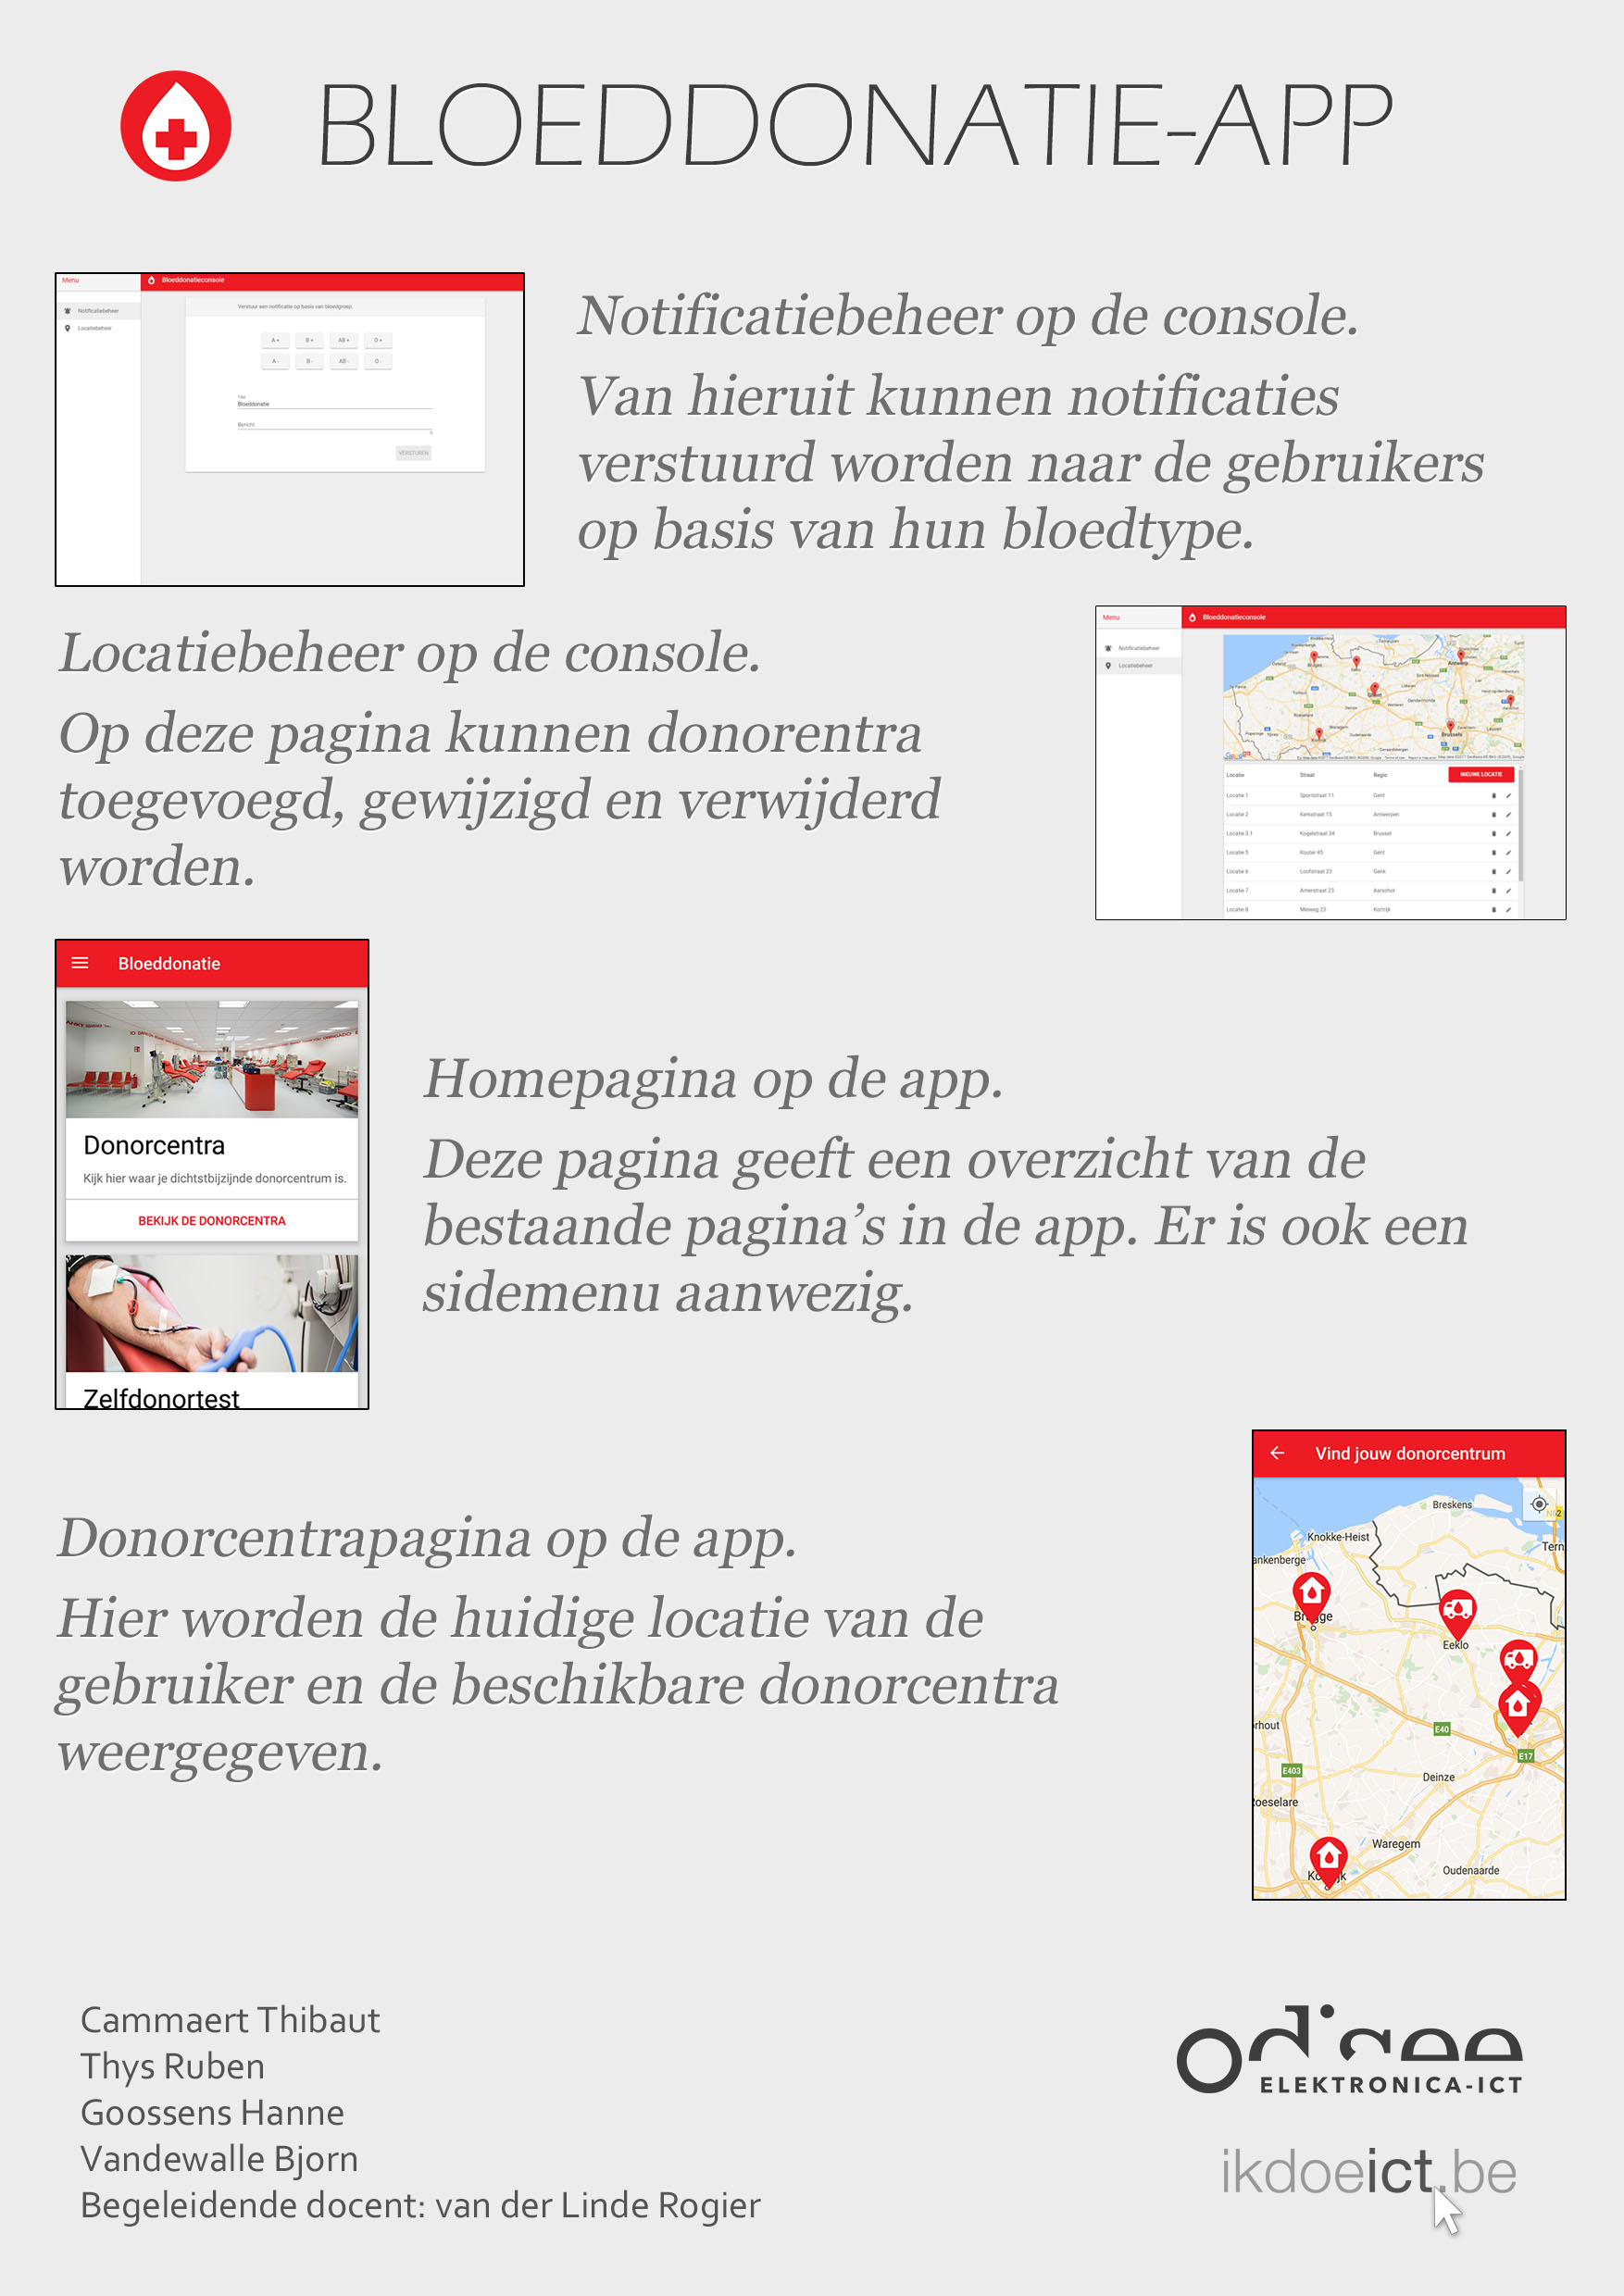 BLOEDDONATIE-APP
Menu
Bloeddonatieconsole
Notificatiebeheer
Locatiebeheer
Verstuur een notificatie op basis van bloedgroep.
A + B + AB + O +
A - B - AB - O -
Titel
Bloeddonatie
Bericht
VERSTUREN
Notificatiebeheer op de console.
Van hieruit kunnen notificaties
verstuurd worden naar de gebruikers
op basis van hun bloedtype.
Locatiebeheer op de console.
Op deze pagina kunnen donorentra
toegevoegd, gewijzigd en verwijderd
worden.
Menu
Bloeddonatieconsole
Notificatiebeheer
Locatiebeheer
Antwerp
Brussels
Locatie Straat Regio NIEUWE LOCATIE
Locatie 1 Sportstraat 11 Gent
Locatie 2 Kerkstraat 15 Antwerpen
Locatie 3.1 Kogelstraat 34 Brussel
Locatie 5 Kouter 45 Gent
Locatie 6 Loofstraat 23 Genk
Locatie 7 Amerstraat 23 Aarschot
Locatie 8 Meiweg 23 Kortrijk
Bloeddonatie
Donorcentra
Kijk hier waar je dichtstbijzijnde donorcentrum is.
BEKIJK DE DONORCENTRA
Zelfdonortest
Homepagina op de app.
Deze pagina geeft een overzicht van de
bestaande pagina’s in de app. Er is ook een
sidemenu aanwezig.
Donorcentrapagina op de app.
Hier worden de huidige locatie van de
gebruiker en de beschikbare donorcentra
weergegeven.
Vind jouw donorcentrum
Breskens
N62
Knokke-Heist
Tern
ankenberge
Brugge
Eeklo
rhout
E40
E17
E403
Deinze
Roeselare
Waregem
Oudenaarde
Kortrijk
Cammaert Thibaut
Thys Ruben
Goossens Hanne
Vandewalle Bjorn
Begeleidende docent: van der Linde Rogier
odisee
ELEKTRONICA-ICT
ikdoeict.be